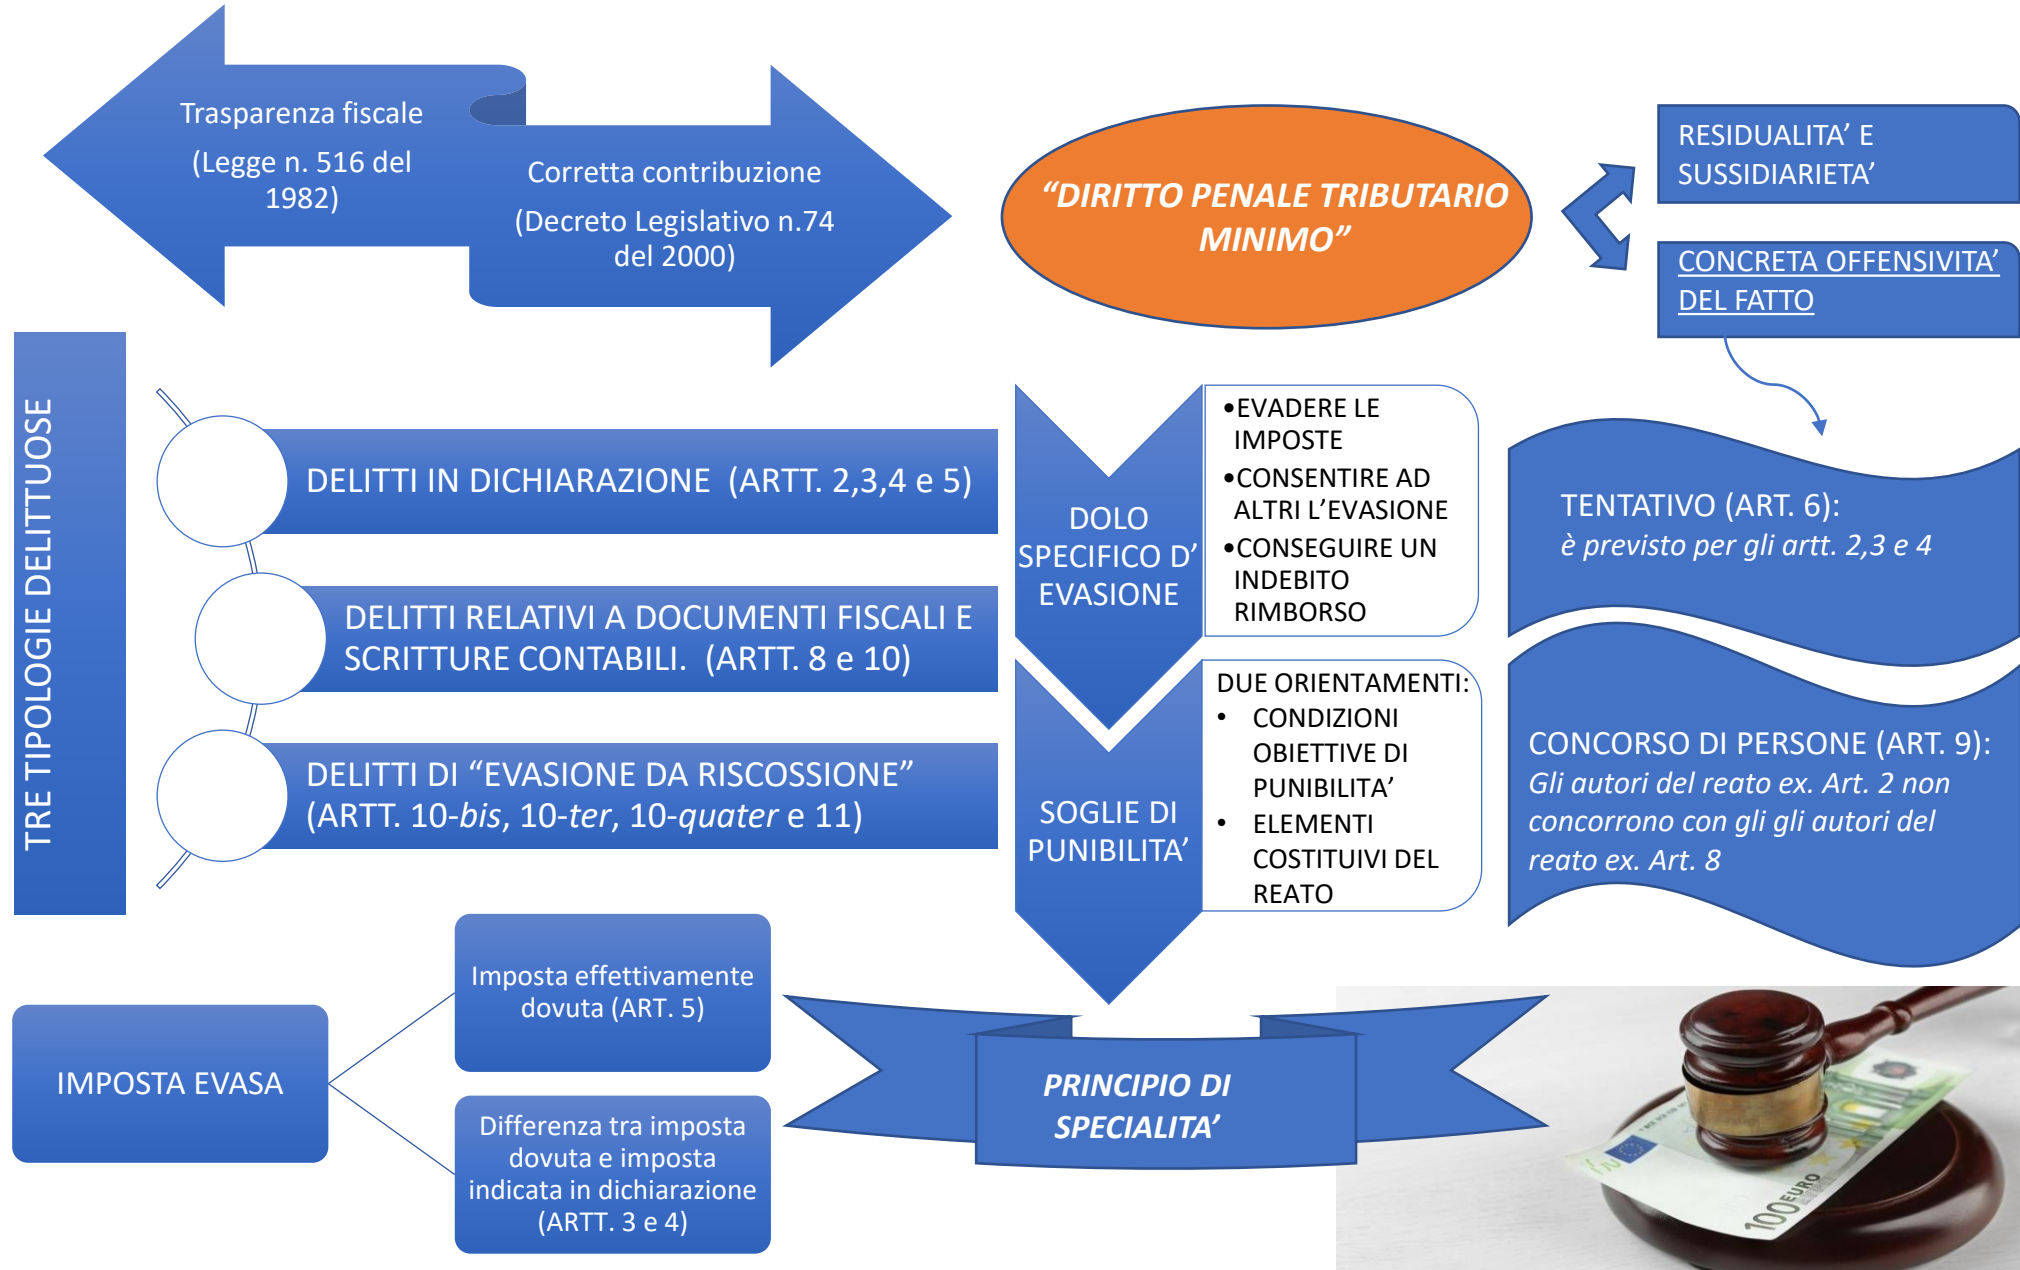 Trasparenza fiscale
(Legge n. 516 del
1982)
Corretta contribuzione
(Decreto Legislativo n.74
del 2000)
“DIRITTO PENALE TRIBUTARIO
MINIMO”
RESIDUALITA’ E
SUSSIDIARIETA’
CONCRETA OFFENSIVITA’
DEL FATTO
TRE TIPOLOGIE DELITTUOSE
DELITTI IN DICHIARAZIONE (ARTT. 2,3,4 e 5)
DELITTI RELATIVI A DOCUMENTI FISCALI E
SCRITTURE CONTABILI. (ARTT. 8 e 10)
DELITTI DI “EVASIONE DA RISCOSSIONE”
(ARTT. 10-bis, 10-ter, 10-quater e 11)
DOLO
SPECIFICO D’
EVASIONE
•EVADERE LE
IMPOSTE
•CONSENTIRE AD
ALTRI L’EVASIONE
•CONSEGUIRE UN
INDEBITO
RIMBORSO
SOGLIE DI
PUNIBILITA’
DUE ORIENTAMENTI:
• CONDIZIONI
OBIETTIVE DI
PUNIBILITA’
• ELEMENTI
COSTITUIVI DEL
REATO
TENTATIVO (ART. 6):
è previsto per gli artt. 2,3 e 4
CONCORSO DI PERSONE (ART. 9):
Gli autori del reato ex. Art. 2 non
concorrono con gli gli autori del
reato ex. Art. 8
IMPOSTA EVASA
Imposta effettivamente
dovuta (ART. 5)
Differenza tra imposta
dovuta e imposta
indicata in dichiarazione
(ARTT. 3 e 4)
PRINCIPIO DI
SPECIALITA’
100 EURO